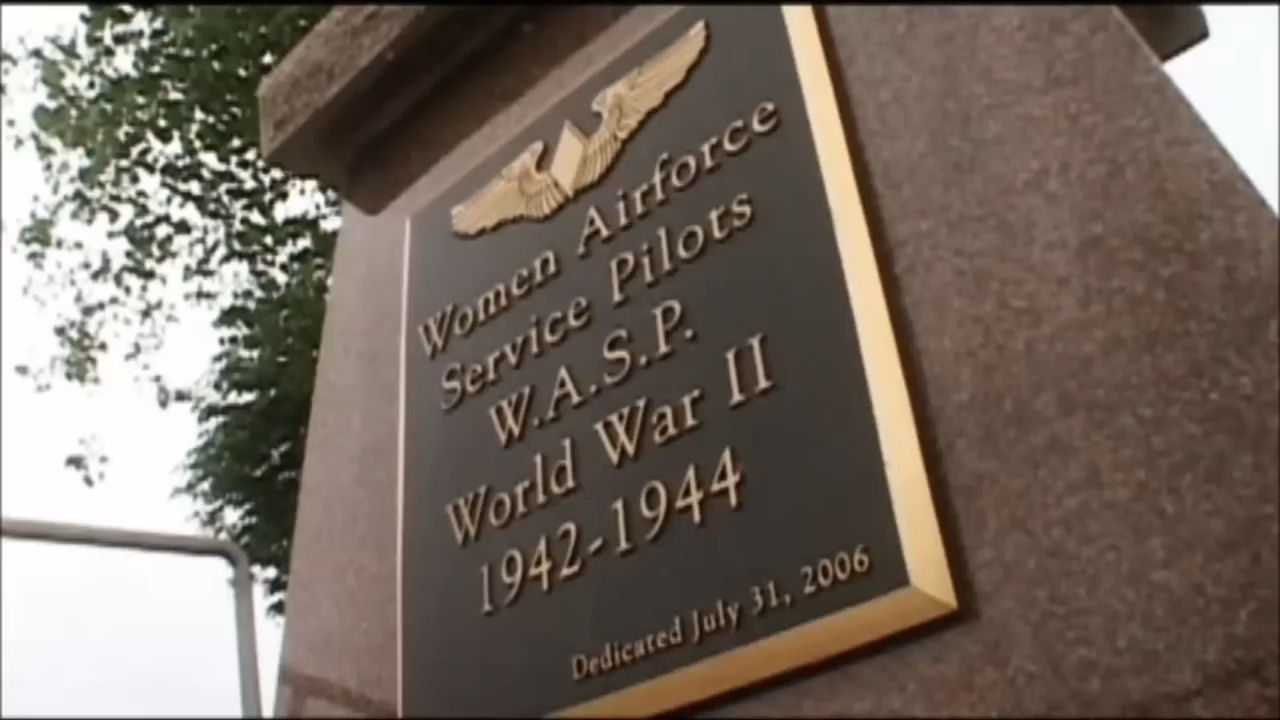 Women Airforce
Service Pilots
W.A.S.P.
World War II
1942-1944
Dedicated July 31, 2006